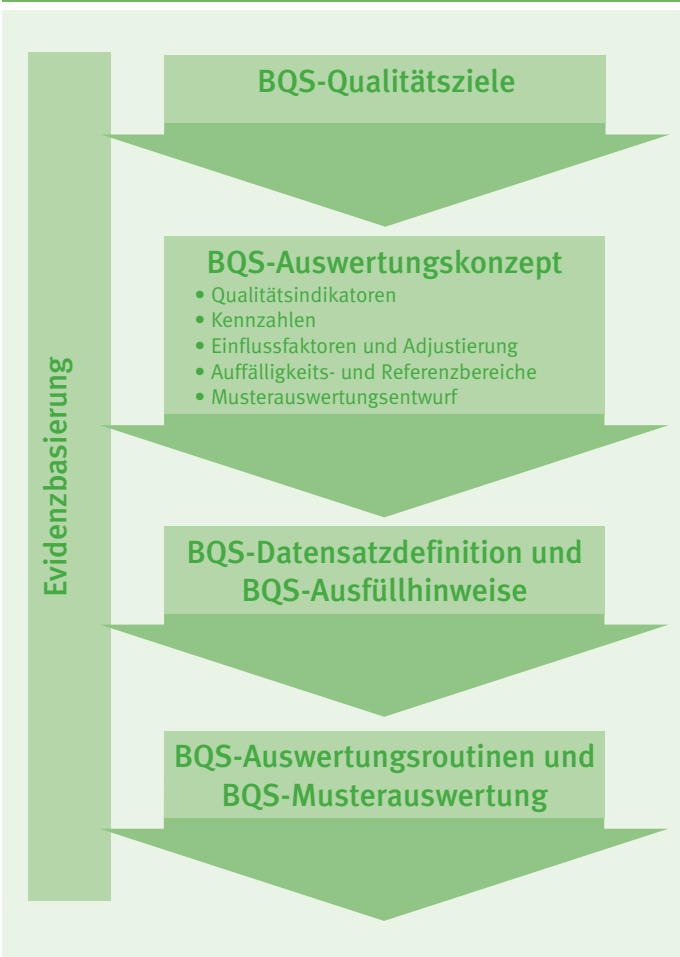 BQS-Qualitätsziele
BQS-Auswertungskonzept
• Qualitätsindikatoren
• Kennzahlen
• Einflussfaktoren und Adjustierung
• Auffälligkeits- und Referenzbereiche
• Musterauswertungsentwurf
Evidenzbasierung
BQS-Datensatzdefinition und
BQS-Ausfüllhinweise
BQS-Auswertungsroutinen und
BQS-Musterauswertung